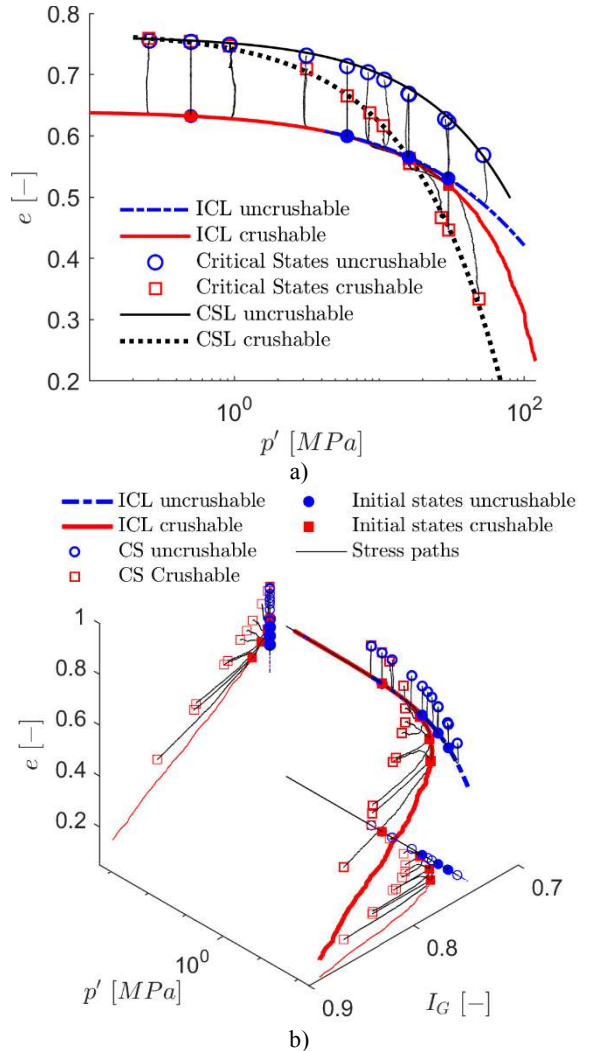 0.8
0.7
0.6
0.5
0.4
0.3
0.2
e [−]
ICL uncrushable
ICL crushable
Critical States uncrushable
Critical States crushable
CSL uncrushable
CSL crushable
10^0
10^2
p′ [MPa]
a)
ICL uncrushable
ICL crushable
CS uncrushable
CS Crushable
Initial states uncrushable
Initial states crushable
Stress paths
1
0.8
0.6
0.4
0.2
e [−]
10^0
p′ [MPa]
0.9
0.8
0.7
I_G [−]
b)